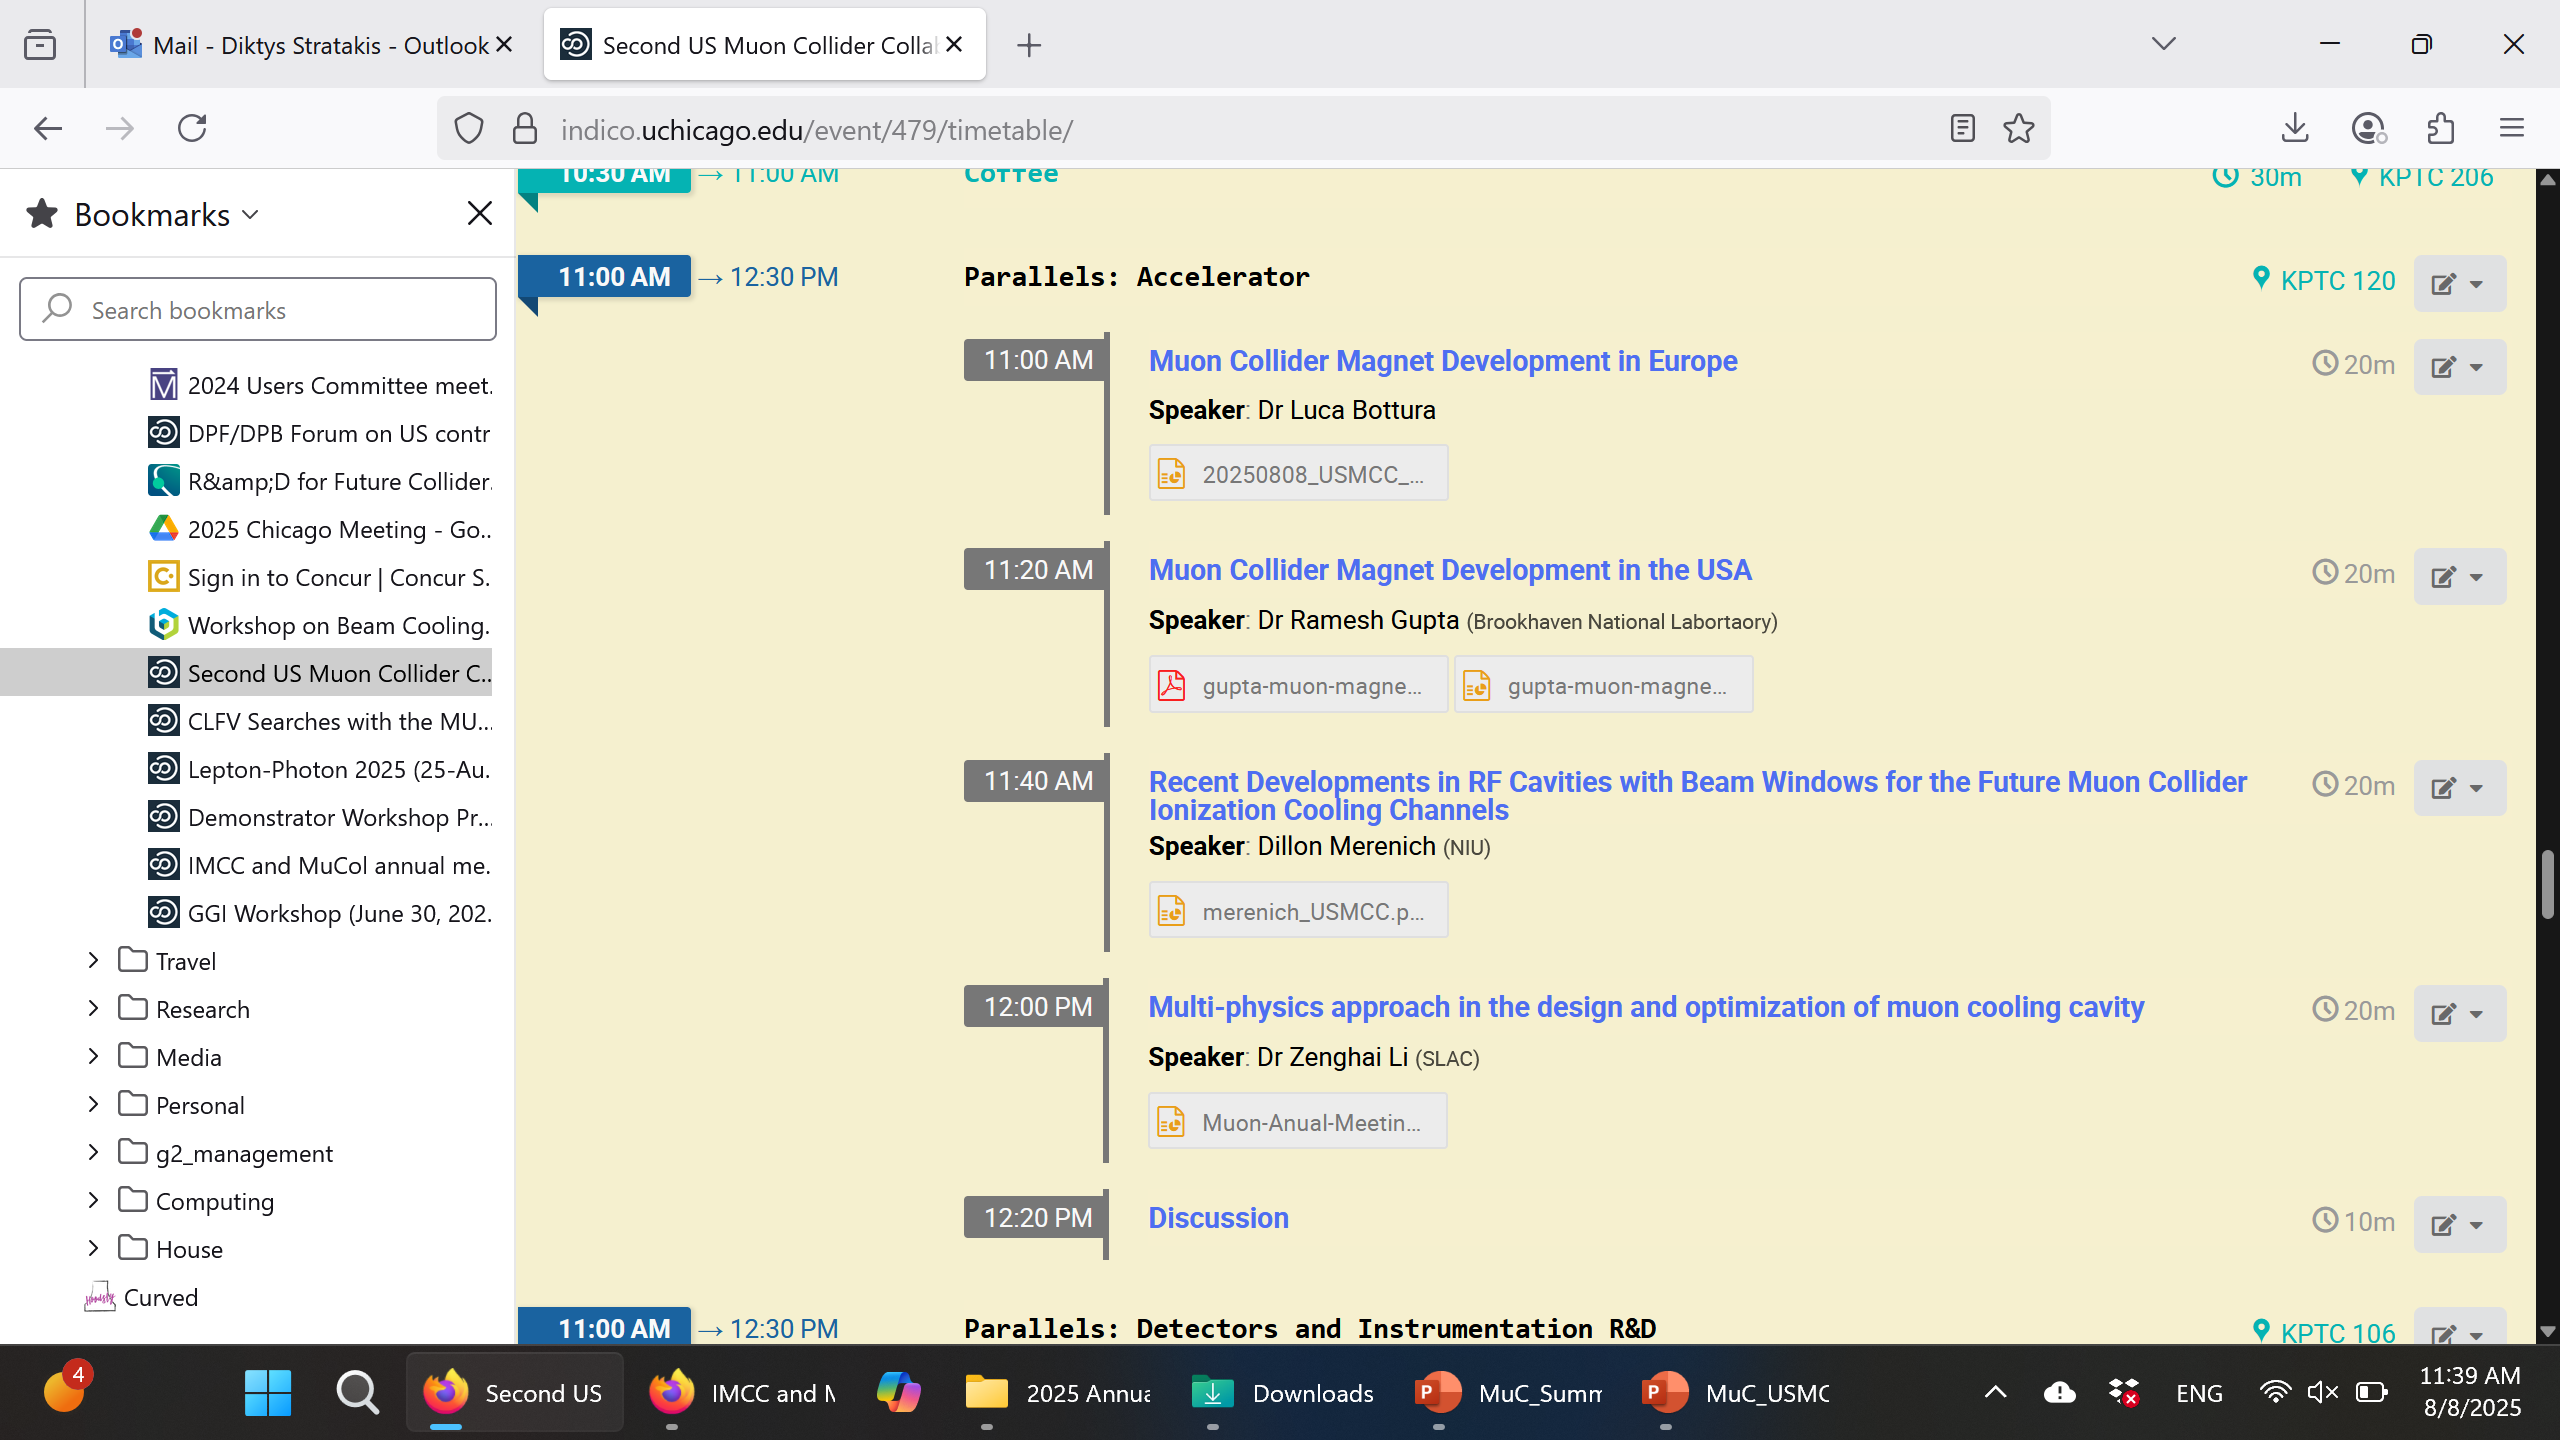 Mail - Diktys Stratakis - Outlook
Second US Muon Collider Collal
indico.uchicago.edu/event/479/timetable/
Bookmarks
Search bookmarks
2024 Users Committee meet.
DPF/DPB Forum on US contr
R&amp;D for Future Collider.
2025 Chicago Meeting - Go...
Sign in to Concur | Concur S.
Workshop on Beam Cooling.
Second US Muon Collider C...
CLFV Searches with the MU...
Lepton-Photon 2025 (25-Au.
Demonstrator Workshop Pr...
IMCC and MuCol annual me.
GGI Workshop (June 30, 202.
Travel
Research
Media
Personal
g2_management
Computing
House
Curved
10:30 AM → 11:00 AM Coffee 30m KPTC 206
11:00 AM → 12:30 PM Parallels: Accelerator KPTC 120
11:00 AM Muon Collider Magnet Development in Europe 20m
Speaker: Dr Luca Bottura
20250808_USMCC_...
11:20 AM Muon Collider Magnet Development in the USA 20m
Speaker: Dr Ramesh Gupta (Brookhaven National Labortaory)
gupta-muon-magne... gupta-muon-magne...
11:40 AM Recent Developments in RF Cavities with Beam Windows for the Future Muon Collider 20m
Ionization Cooling Channels
Speaker: Dillon Merenich (NIU)
merenich_USMCC.p...
12:00 PM Multi-physics approach in the design and optimization of muon cooling cavity 20m
Speaker: Dr Zenghai Li (SLAC)
Muon-Anual-Meetin...
12:20 PM Discussion 10m
11:00 AM → 12:30 PM Parallels: Detectors and Instrumentation R&D KPTC 106
4 Second US IMCC and M 2025 Annua Downloads MuC_Summ MuC_USMC ENG 11:39 AM
8/8/2025